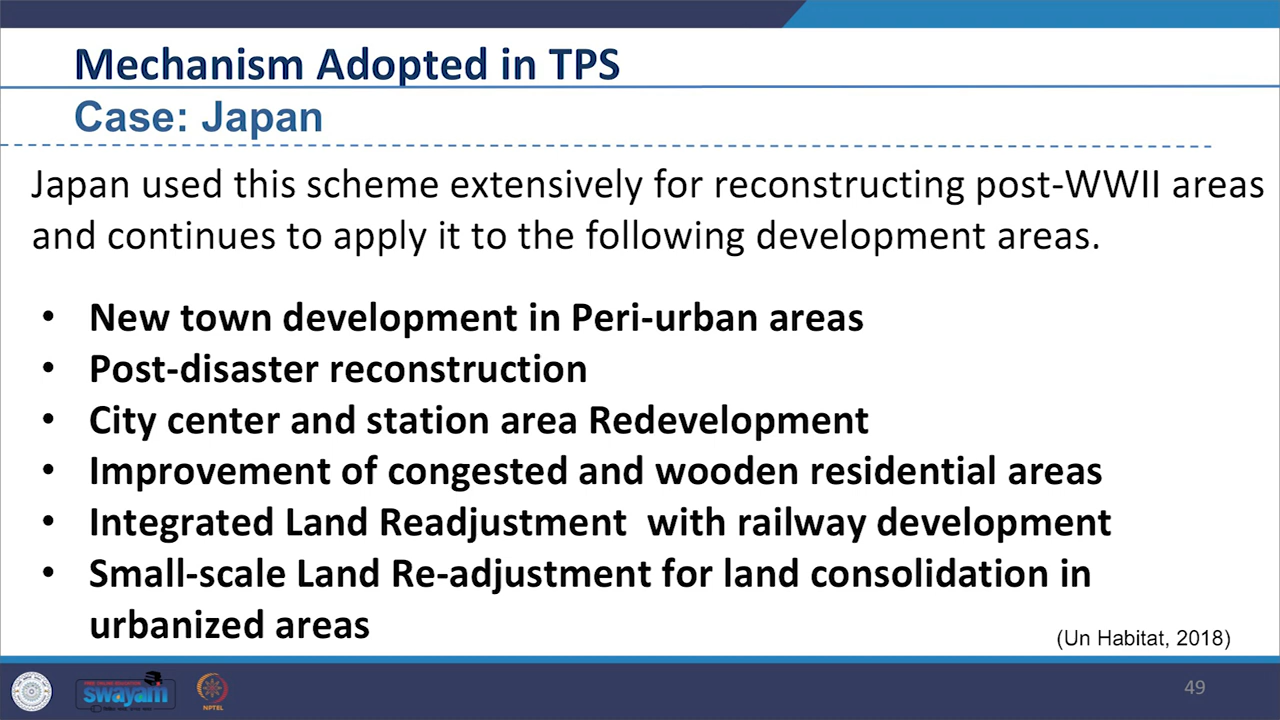 Mechanism Adopted in TPS
Case: Japan
Japan used this scheme extensively for reconstructing post-WWII areas
and continues to apply it to the following development areas.
• New town development in Peri-urban areas
• Post-disaster reconstruction
• City center and station area Redevelopment
• Improvement of congested and wooden residential areas
• Integrated Land Readjustment with railway development
• Small-scale Land Re-adjustment for land consolidation in
urbanized areas
(Un Habitat, 2018)
swayam
NPTEL
49